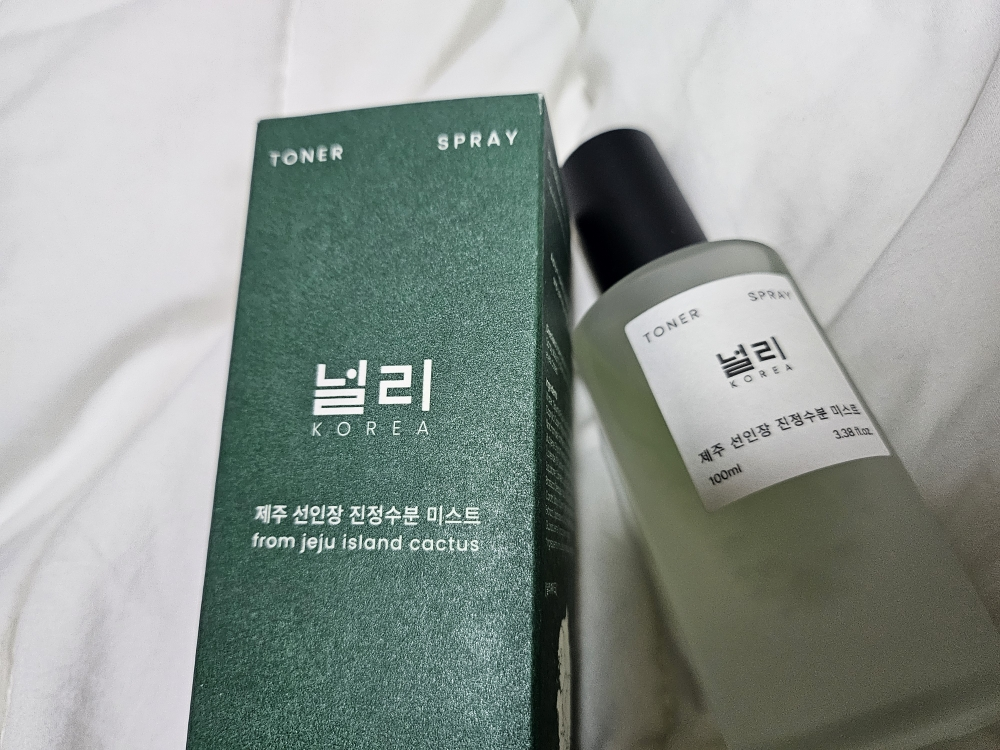 TONER SPRAY
널리
KOREA
제주 선인장 진정수분 미스트
from jeju island cactus
TONER SPRAY
널리
KOREA
제주 선인장 진정수분 미스트
100ml 3.38 fl.oz.